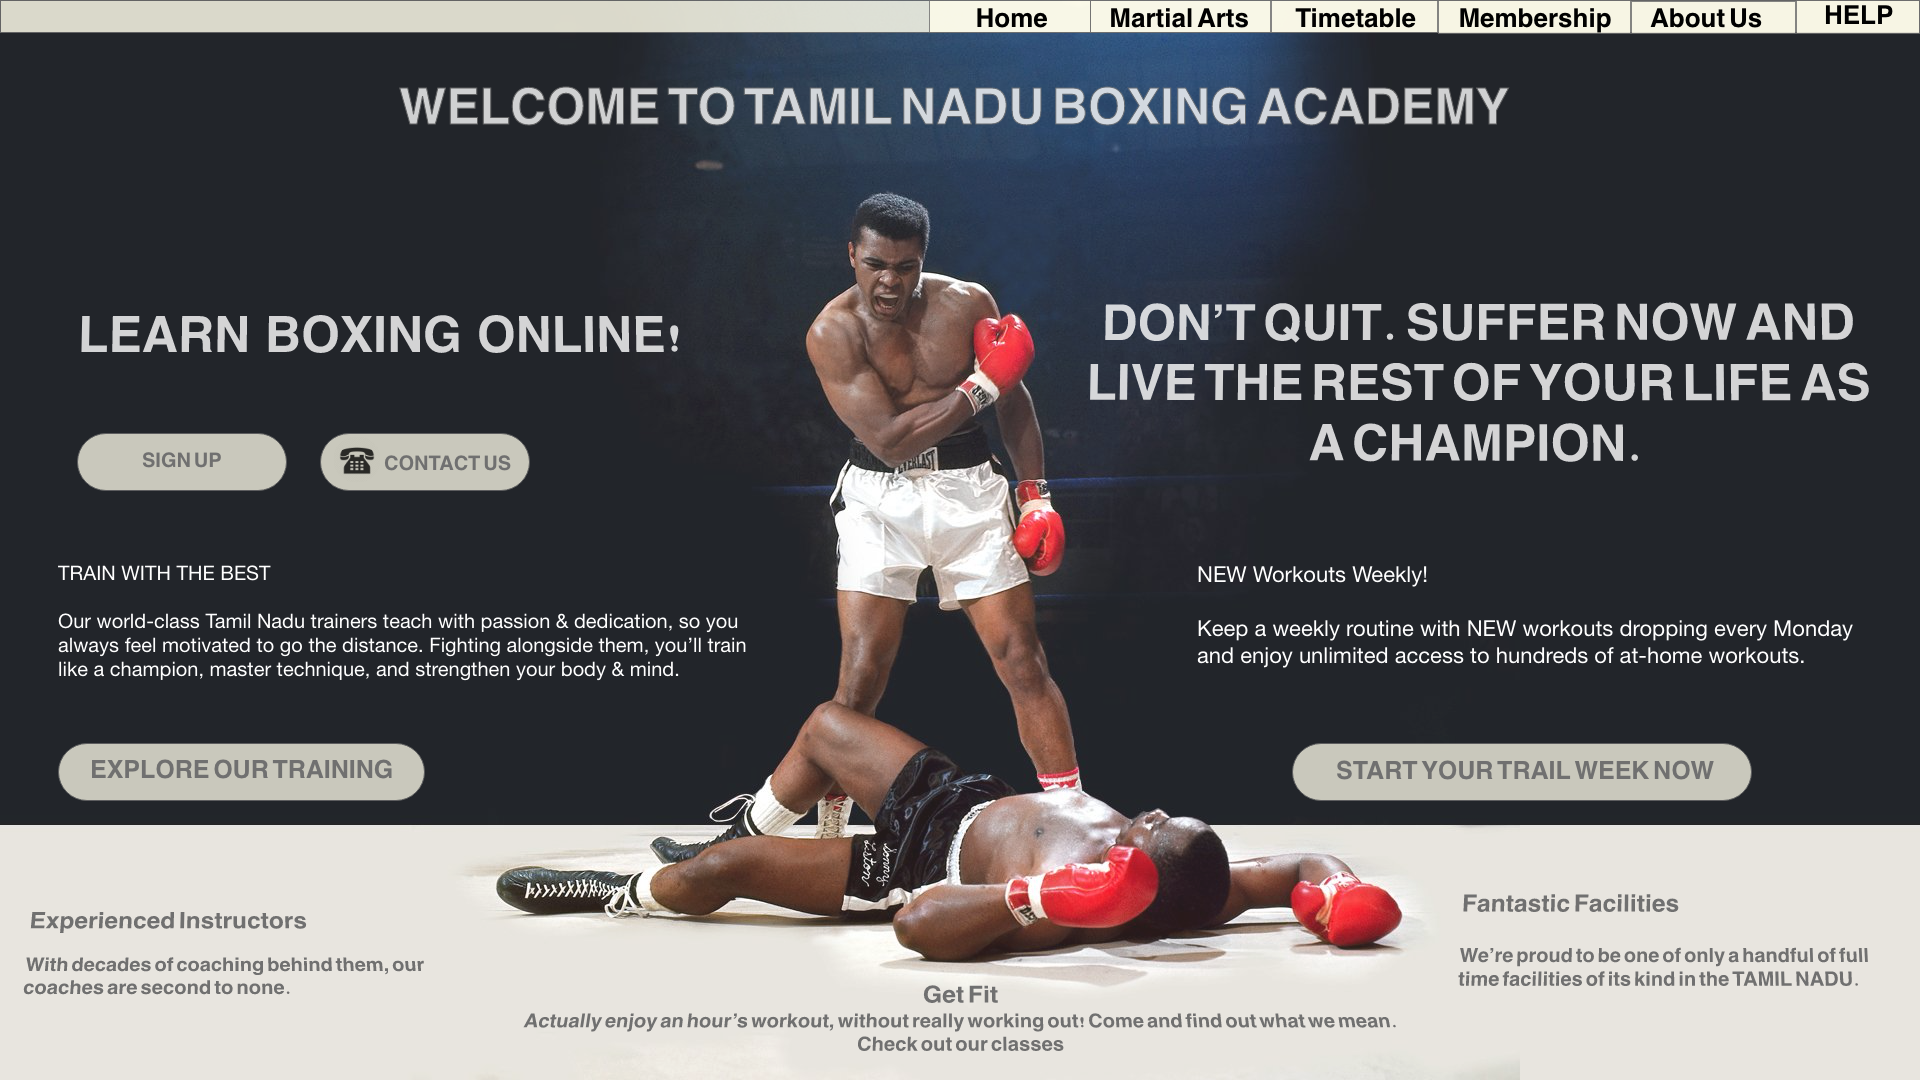 Home
Martial Arts
Timetable
Membership
About Us
HELP
WELCOME TO TAMIL NADU BOXING ACADEMY
LEARN BOXING ONLINE!
SIGN UP
CONTACT US
DON’T QUIT. SUFFER NOW AND
LIVE THE REST OF YOUR LIFE AS
A CHAMPION.
EVERLAST
TRAIN WITH THE BEST
Our world-class Tamil Nadu trainers teach with passion & dedication, so you
always feel motivated to go the distance. Fighting alongside them, you’ll train
like a champion, master technique, and strengthen your body & mind.
EXPLORE OUR TRAINING
NEW Workouts Weekly!
Keep a weekly routine with NEW workouts dropping every Monday
and enjoy unlimited access to hundreds of at-home workouts.
START YOUR TRAIL WEEK NOW
Experienced Instructors
With decades of coaching behind them, our
coaches are second to none.
Get Fit
Actually enjoy an hour’s workout, without really working out! Come and find out what we mean.
Check out our classes
Fantastic Facilities
We’re proud to be one of only a handful of full
time facilities of its kind in the TAMIL NADU.